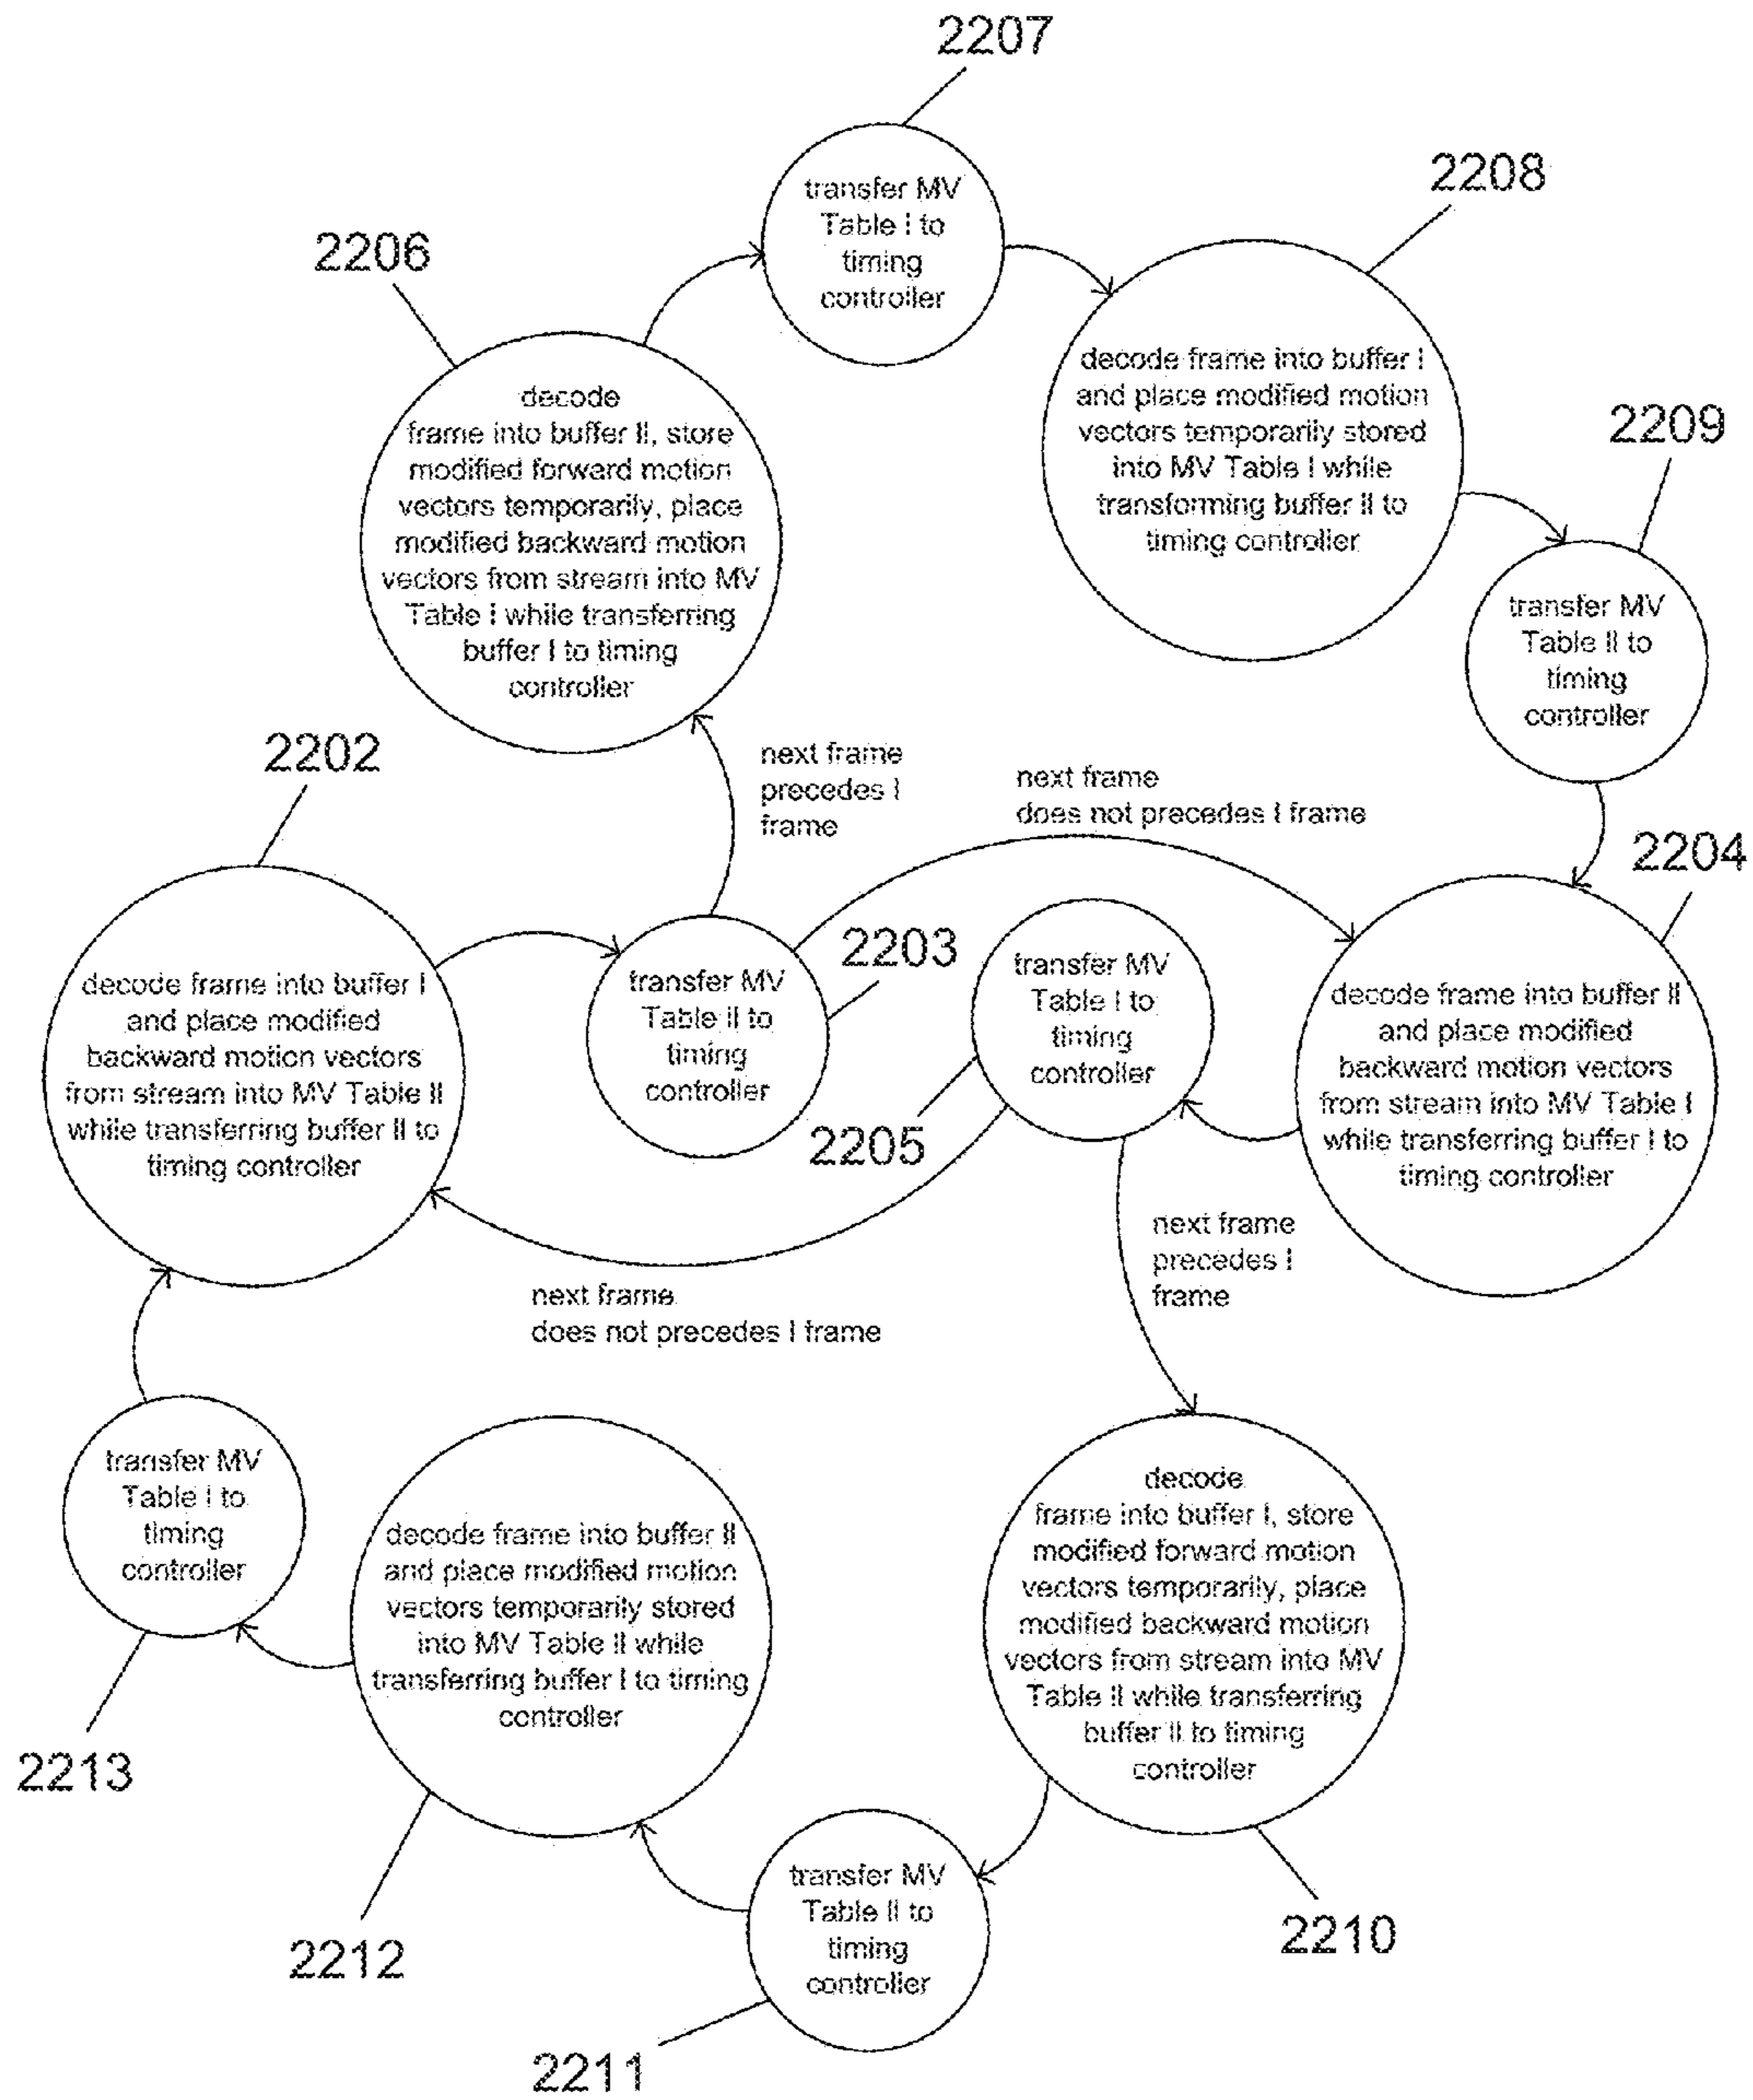 2207
transfer MV
Table I to
timing
controller
2208
decode frame into buffer I
and place modified motion
vectors temporarily stored
into MV Table I while
transforming buffer II to
timing controller
2206
decode
frame into buffer II, store
modified forward motion
vectors temporarily, place
modified backward motion
vectors from stream into MV
Table I while transferring
buffer I to timing
controller
2209
transfer MV
Table II to
timing
controller
2202
next frame
precedes I
frame
next frame
does not precedes I frame
2204
decode frame into buffer I
and place modified
backward motion vectors
from stream into MV Table II
while transferring buffer II to
timing controller
2203
transfer MV
Table II to
timing
controller
transfer MV
Table I to
timing
controller
2205
decode frame into buffer II
and place modified
backward motion vectors
from stream into MV Table I
while transferring buffer I to
timing controller
next frame
precedes I
frame
next frame
does not precedes I frame
transfer MV
Table I to
timing
controller
2213
decode frame into buffer II
and place modified motion
vectors temporarily stored
into MV Table II while
transferring buffer I to timing
controller
2212
decode
frame into buffer I, store
modified forward motion
vectors temporarily, place
modified backward motion
vectors from stream into MV
Table II while transferring
buffer II to timing
controller
2210
transfer MV
Table II to
timing
controller
2211